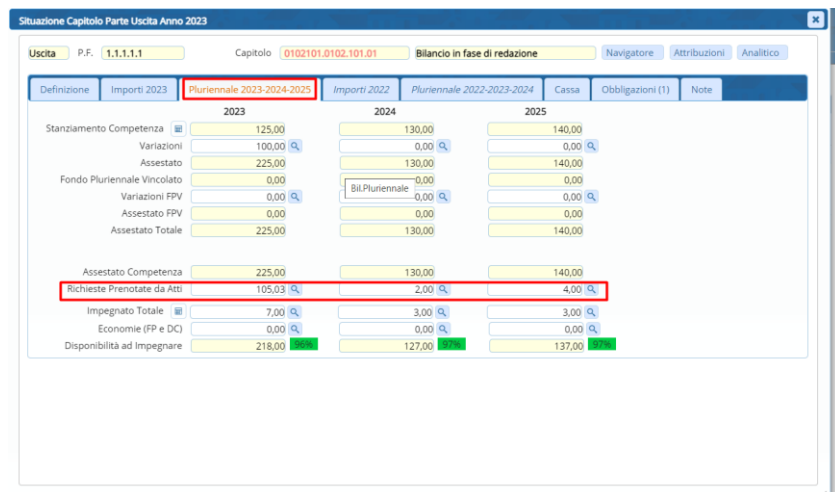 Situazione Capitolo Parte Uscita Anno 2023
Uscita P.F. 1.1.1.1.1 Capitolo 0102101.0102.101.01 Bilancio in fase di redazione Navigatore Attribuzioni Analitico
Definizione Importi 2023 Pluriennale 2023-2024-2025 Importi 2022 Pluriennale 2022-2023-2024 Cassa Obbligazioni (1) Note
2023 2024 2025
Stanziamento Competenza 125,00 130,00 140,00
Variazioni 100,00 0,00 0,00
Assestato 225,00 130,00 140,00
Fondo Pluriennale Vincolato 0,00 0,00 0,00
Bil.Pluriennale
Variazioni FPV 0,00 0,00 0,00
Assestato FPV 0,00 0,00 0,00
Assestato Totale 225,00 130,00 140,00
Assestato Competenza 225,00 130,00 140,00
Richieste Prenotate da Atti 105,03 2,00 4,00
Impegnato Totale 7,00 3,00 3,00
Economie (FP e DC) 0,00 0,00 0,00
Disponibilità ad Impegnare 218,00 96% 127,00 97% 137,00 97%